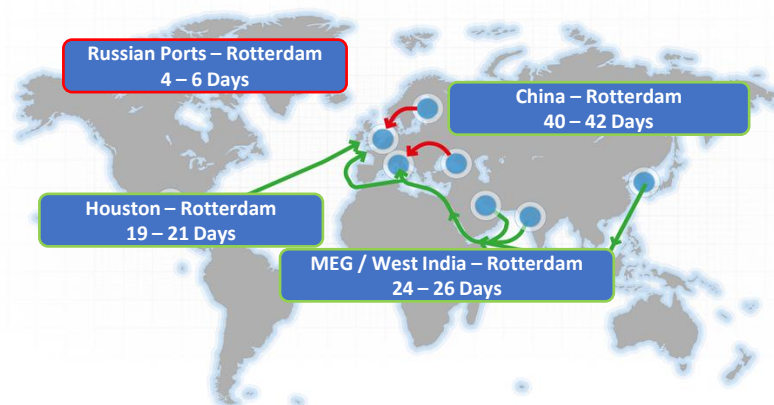 Russian Ports – Rotterdam
4 – 6 Days
China – Rotterdam
40 – 42 Days
Houston – Rotterdam
19 – 21 Days
MEG / West India – Rotterdam
24 – 26 Days